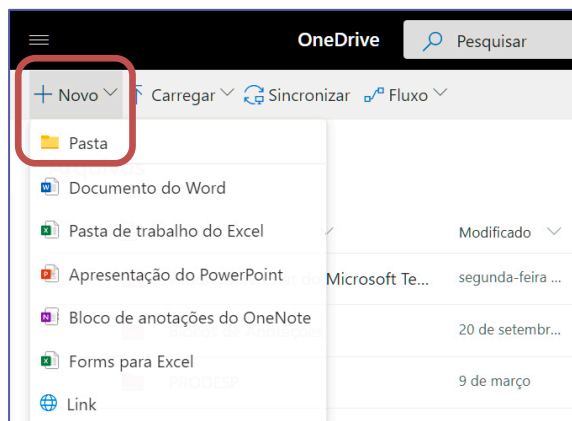 OneDrive
Pesquisar
Novo
Carregar
Sincronizar
Fluxo
Pasta
Documento do Word
Pasta de trabalho do Excel
Modificado
Apresentação do PowerPoint
Microsoft Te...
segunda-feira ...
Bloco de anotações do OneNote
20 de setembr...
Forms para Excel
PRODESP
9 de março
Link